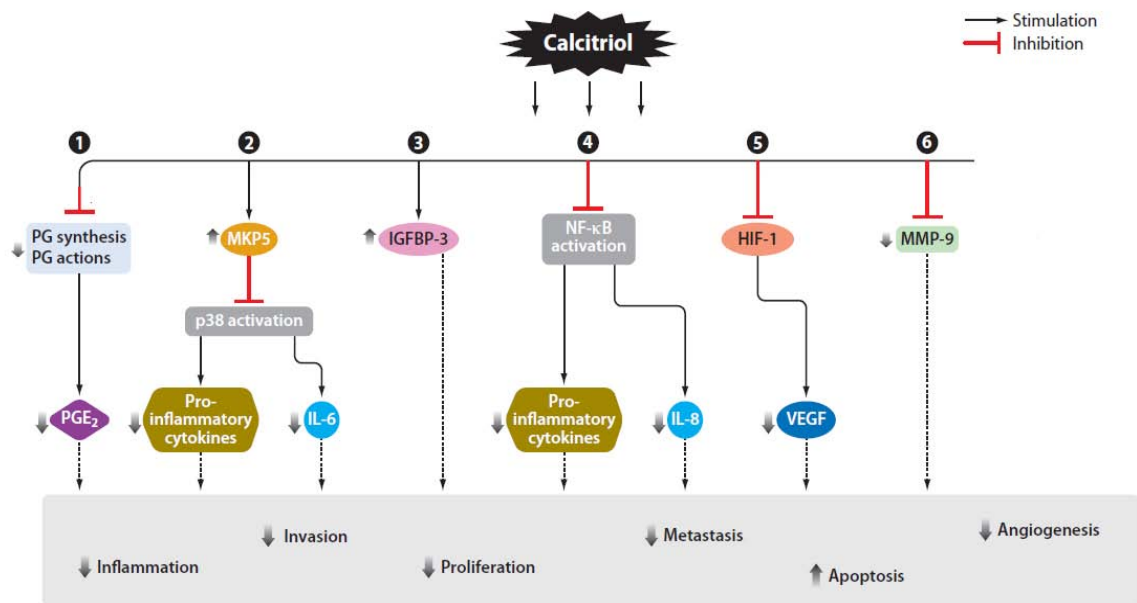 Calcitriol
Stimulation
Inhibition
1
2
3
4
5
6
PG synthesis
PG actions
MKP5
IGFBP-3
NF-κB
activation
HIF-1
MMP-9
p38 activation
PGE₂
Pro-
inflammatory
cytokines
IL-6
Pro-
inflammatory
cytokines
IL-8
VEGF
Invasion
Metastasis
Angiogenesis
Inflammation
Proliferation
Apoptosis